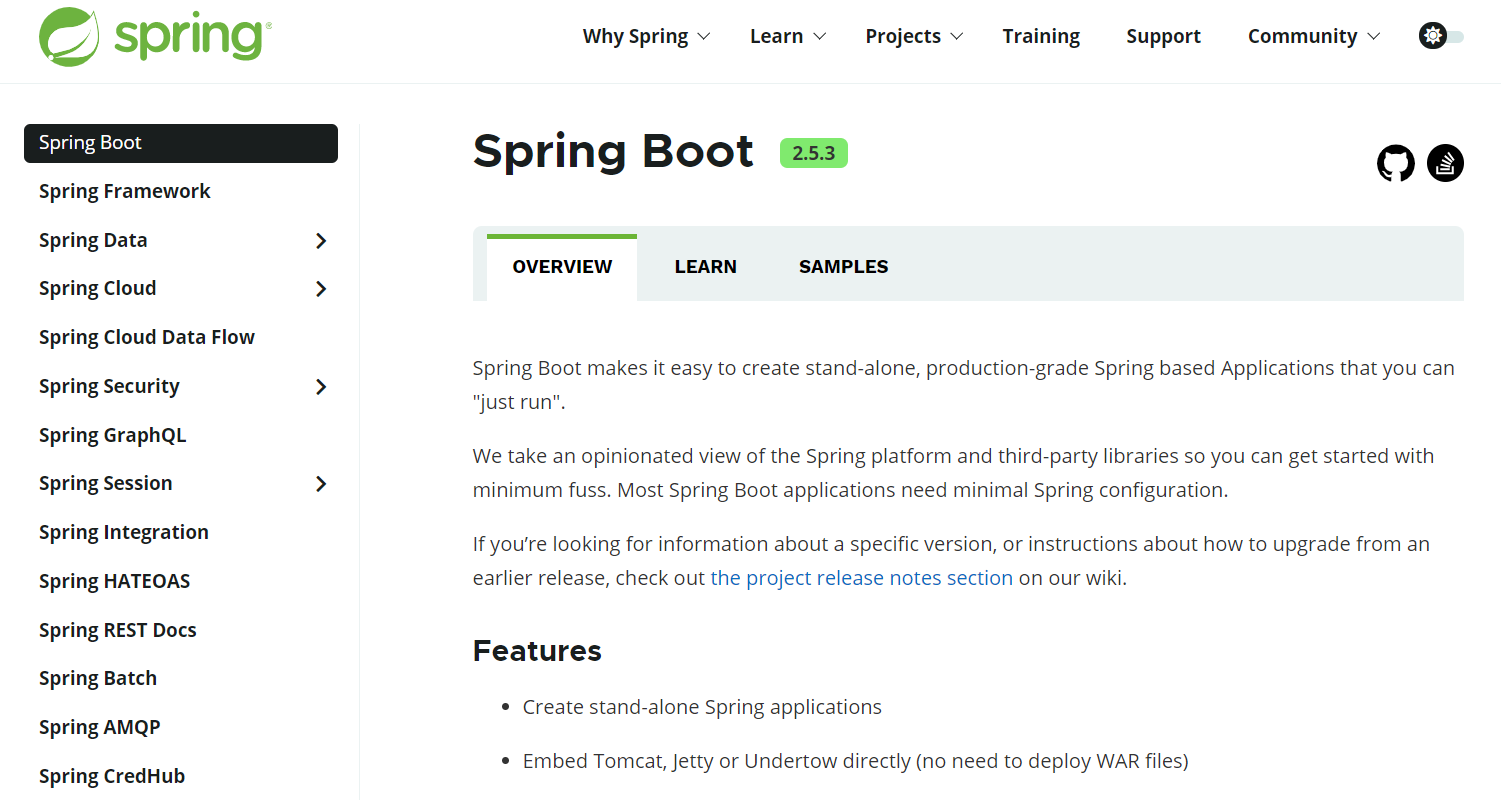 spring®
Why Spring
Learn
Projects
Training
Support
Community
Spring Boot
Spring Framework
Spring Data
Spring Cloud
Spring Cloud Data Flow
Spring Security
Spring GraphQL
Spring Session
Spring Integration
Spring HATEOAS
Spring REST Docs
Spring Batch
Spring AMQP
Spring CredHub
Spring Boot 2.5.3
OVERVIEW
LEARN
SAMPLES
Spring Boot makes it easy to create stand-alone, production-grade Spring based Applications that you can
"just run".
We take an opinionated view of the Spring platform and third-party libraries so you can get started with
minimum fuss. Most Spring Boot applications need minimal Spring configuration.
If you’re looking for information about a specific version, or instructions about how to upgrade from an
earlier release, check out the project release notes section on our wiki.
Features
• Create stand-alone Spring applications
• Embed Tomcat, Jetty or Undertow directly (no need to deploy WAR files)